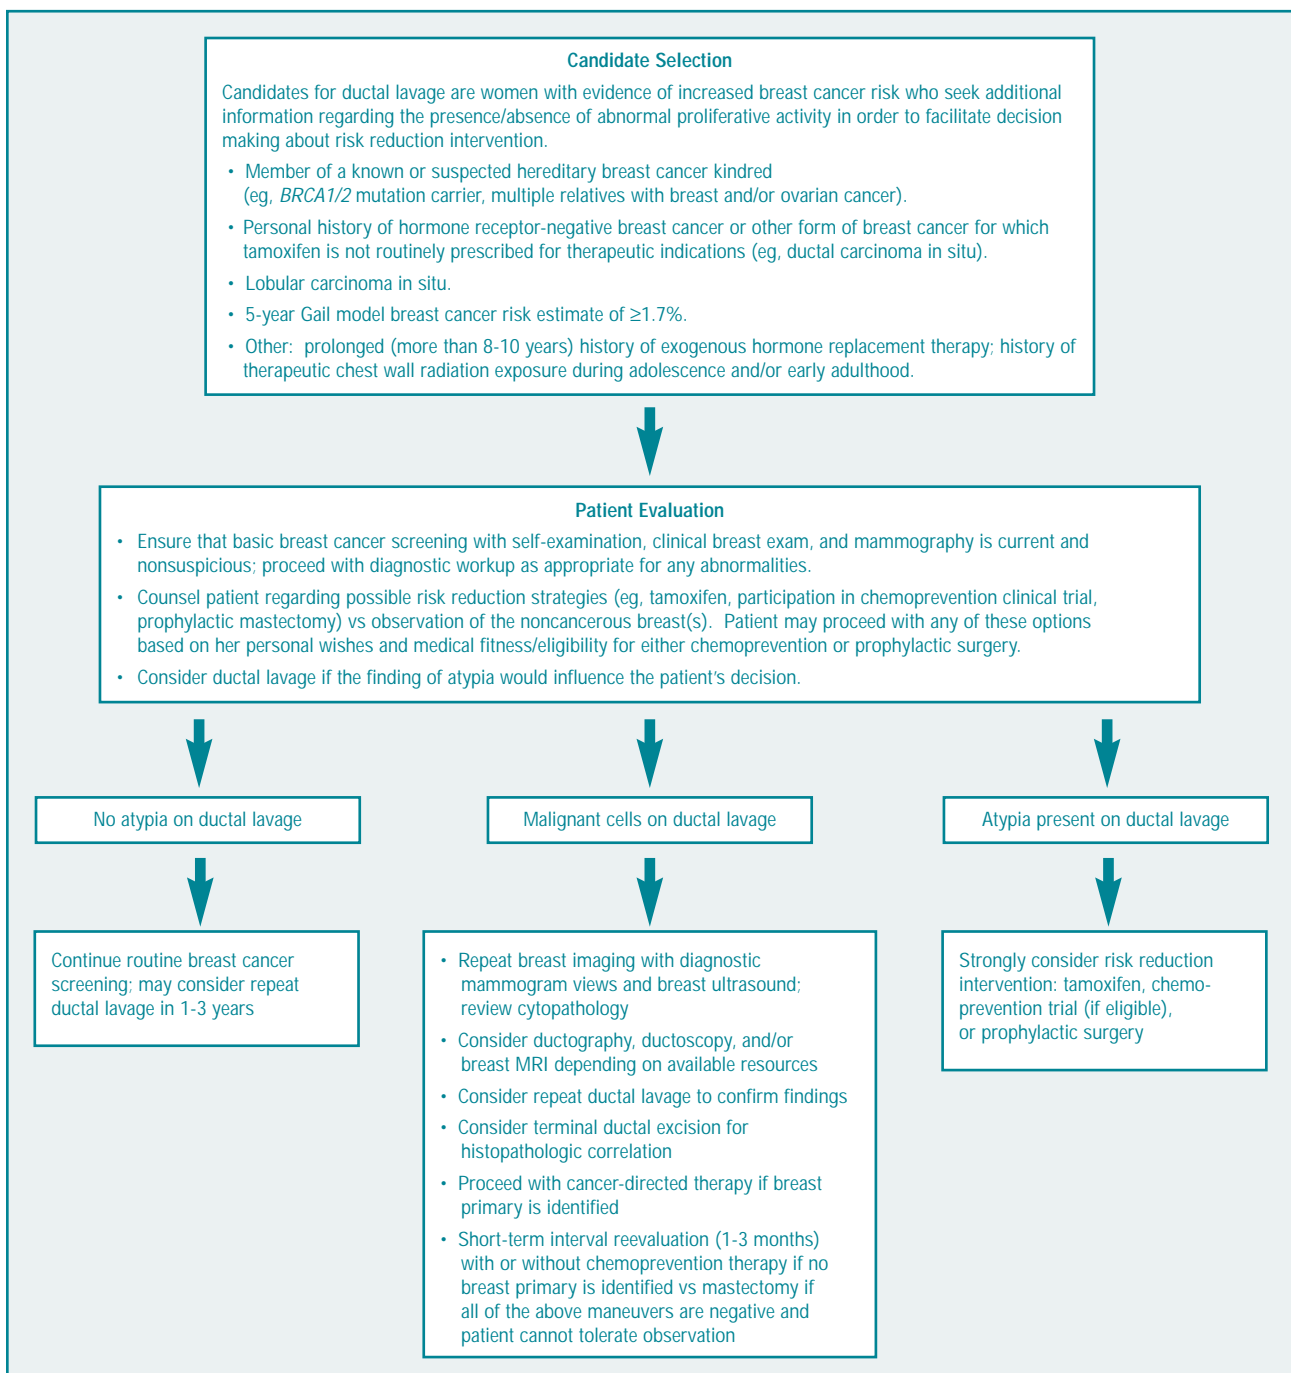 Candidate Selection
Candidates for ductal lavage are women with evidence of increased breast cancer risk who seek additional
information regarding the presence/absence of abnormal proliferative activity in order to facilitate decision
making about risk reduction intervention.
• Member of a known or suspected hereditary breast cancer kindred
(eg, BRCA1/2 mutation carrier, multiple relatives with breast and/or ovarian cancer).
• Personal history of hormone receptor-negative breast cancer or other form of breast cancer for which
tamoxifen is not routinely prescribed for therapeutic indications (eg, ductal carcinoma in situ).
• Lobular carcinoma in situ.
• 5-year Gail model breast cancer risk estimate of ≥1.7%.
• Other: prolonged (more than 8-10 years) history of exogenous hormone replacement therapy; history of
therapeutic chest wall radiation exposure during adolescence and/or early adulthood.
Patient Evaluation
• Ensure that basic breast cancer screening with self-examination, clinical breast exam, and mammography is current and
nonsuspicious; proceed with diagnostic workup as appropriate for any abnormalities.
• Counsel patient regarding possible risk reduction strategies (eg, tamoxifen, participation in chemoprevention clinical trial,
prophylactic mastectomy) vs observation of the noncancerous breast(s). Patient may proceed with any of these options
based on her personal wishes and medical fitness/eligibility for either chemoprevention or prophylactic surgery.
• Consider ductal lavage if the finding of atypia would influence the patient's decision.
No atypia on ductal lavage
Malignant cells on ductal lavage
Atypia present on ductal lavage
Continue routine breast cancer
screening; may consider repeat
ductal lavage in 1-3 years
• Repeat breast imaging with diagnostic
mammogram views and breast ultrasound;
review cytopathology
• Consider ductography, ductoscopy, and/or
breast MRI depending on available resources
• Consider repeat ductal lavage to confirm findings
• Consider terminal ductal excision for
histopathologic correlation
• Proceed with cancer-directed therapy if breast
primary is identified
• Short-term interval reevaluation (1-3 months)
with or without chemoprevention therapy if no
breast primary is identified vs mastectomy if
all of the above maneuvers are negative and
patient cannot tolerate observation
Strongly consider risk reduction
intervention: tamoxifen, chemo-
prevention trial (if eligible),
or prophylactic surgery